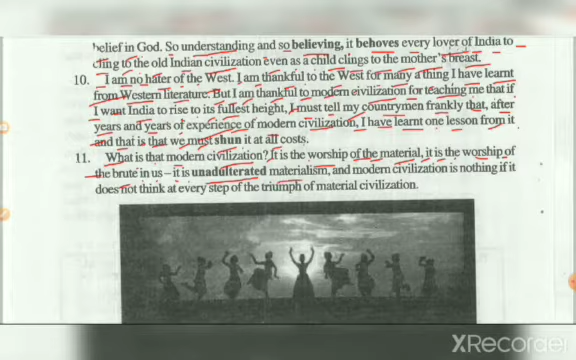 belief in God. So understanding and so believing, it behoves every lover of India to
cling to the old Indian civilization even as a child clings to the mother's breast.
10. I am no hater of the West. I am thankful to the West for many a thing I have learnt
from Western literature. But I am thankful to modern civilization for teaching me that if
I want India to rise to its fullest height, I must tell my countrymen frankly that, after
years and years of experience of modern civilization, I have learnt one lesson from it
and that is that we must shun it at all costs.
11. What is that modern civilization? It is the worship of the material, it is the worship of
the brute in us – it is unadulterated materialism, and modern civilization is nothing if it
does not think at every step of the triumph of material civilization.
XRecorder